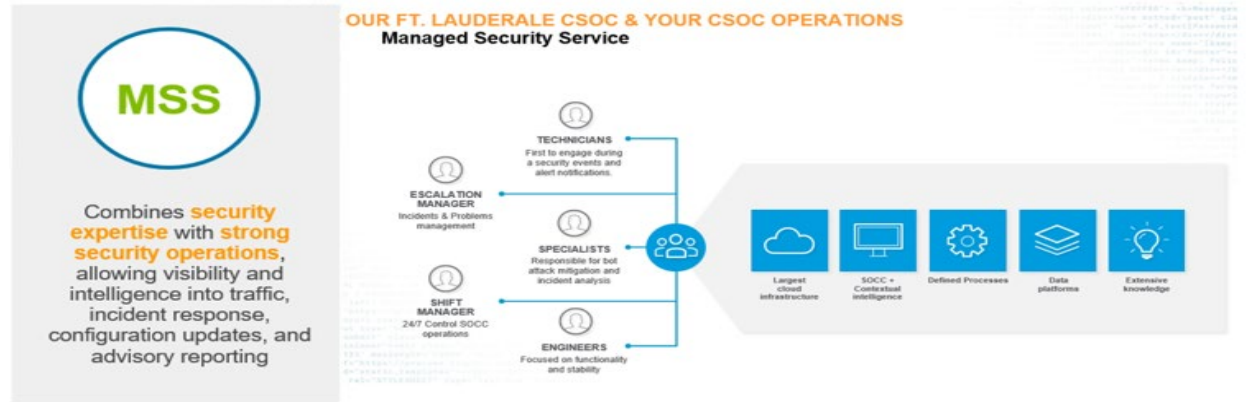 OUR FT. LAUDERALE CSOC & YOUR CSOC OPERATIONS
Managed Security Service
MSS
Combines security
expertise with strong
security operations,
allowing visibility and
intelligence into traffic,
incident response,
configuration updates, and
advisory reporting
TECHNICIANS
First to engage during
a security events and
alert notifications.
ESCALATION
MANAGER
Incidents & Problems
management
SPECIALISTS
Responsible for bot
attack mitigation and
incident analysis
SHIFT
MANAGER
24/7 Control SOCC
operations
ENGINEERS
Focused on functionality
and stability
Largest
cloud
infrastructure
SOCC +
Contextual
intelligence
Defined Processes
Data
platforms
Extensive
knowledge